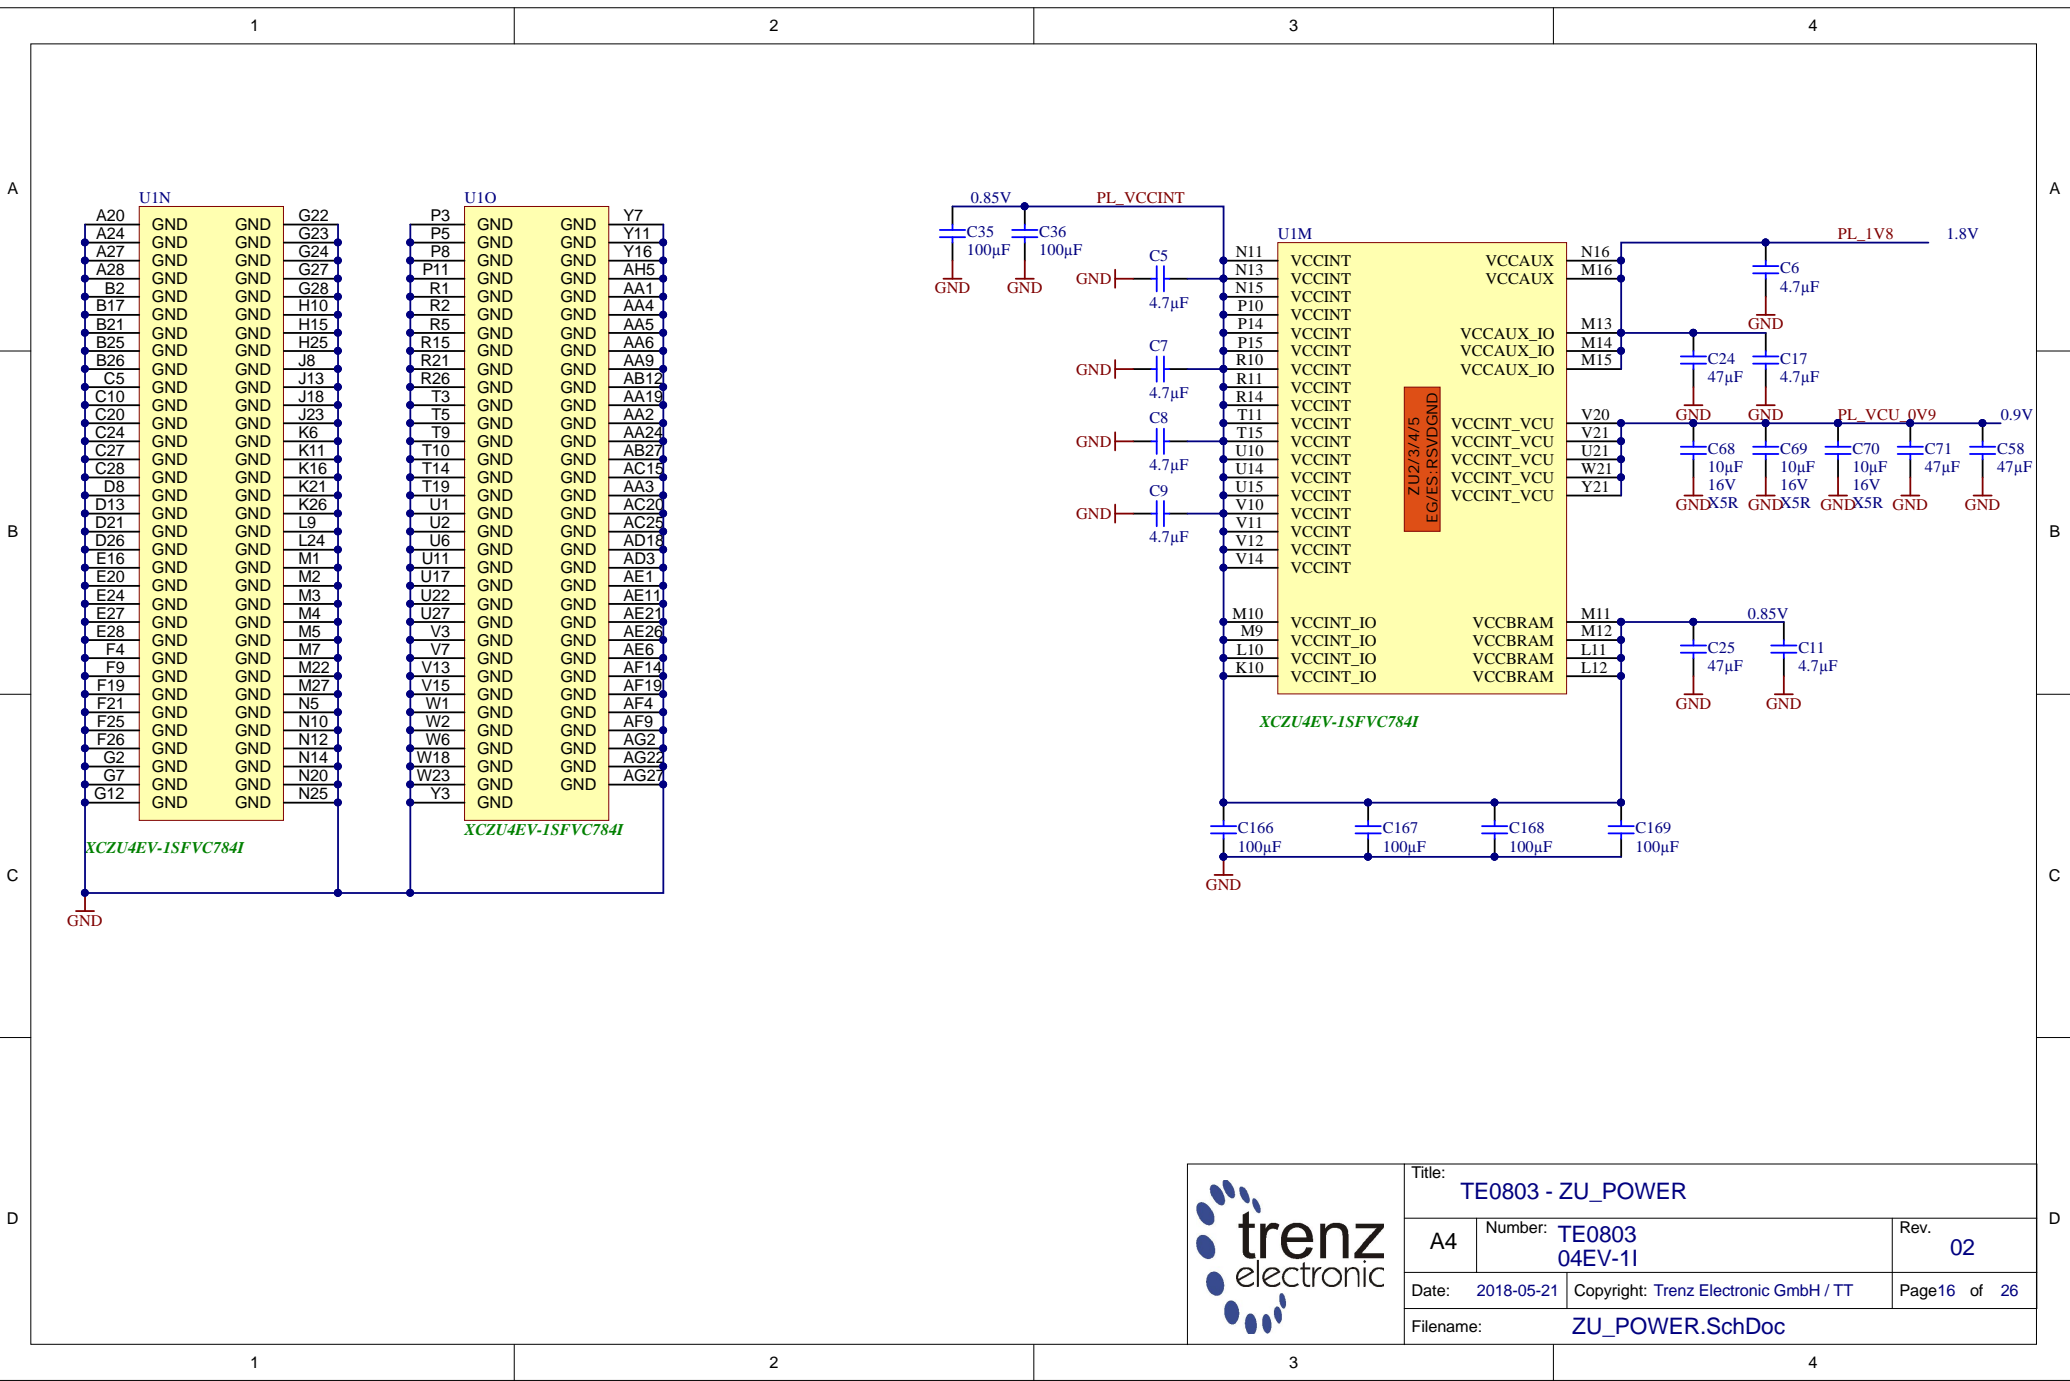 1 2 3 4
A A
B B
C C
D D
U1N
A20 GND GND G22
A24 GND GND G23
A27 GND GND G24
A28 GND GND G27
B2 GND GND G28
B17 GND GND H10
B21 GND GND H15
B25 GND GND H25
B26 GND GND J8
C5 GND GND J13
C10 GND GND J18
C20 GND GND J23
C24 GND GND K6
C27 GND GND K11
C28 GND GND K16
D8 GND GND K21
D13 GND GND K26
D21 GND GND L9
D26 GND GND L24
E16 GND GND M1
E20 GND GND M2
E24 GND GND M3
E27 GND GND M4
E28 GND GND M5
F4 GND GND M7
F9 GND GND M22
F19 GND GND M27
F21 GND GND N5
F25 GND GND N10
F26 GND GND N12
G2 GND GND N14
G7 GND GND N20
G12 GND GND N25
XCZU4EV-1SFVC784I
GND
U1O
P3 GND GND Y7
P5 GND GND Y11
P8 GND GND Y16
P11 GND GND AH5
R1 GND GND AA1
R2 GND GND AA4
R5 GND GND AA5
R15 GND GND AA6
R21 GND GND AA9
R26 GND GND AB12
T3 GND GND AA19
T5 GND GND AA2
T9 GND GND AA24
T10 GND GND AB27
T14 GND GND AC15
T19 GND GND AA3
U1 GND GND AC20
U2 GND GND AC25
U6 GND GND AD18
U11 GND GND AD3
U17 GND GND AE1
U22 GND GND AE11
U27 GND GND AE21
V3 GND GND AE26
V7 GND GND AE6
V13 GND GND AF14
V15 GND GND AF19
W1 GND GND AF4
W2 GND GND AF9
W6 GND GND AG2
W18 GND GND AG22
W23 GND GND AG27
Y3 GND
XCZU4EV-1SFVC784I
0.85V PL_VCCINT
C35 C36
100µF 100µF
GND GND
C5
GND
4.7µF
C7
GND
4.7µF
C8
GND
4.7µF
C9
GND
4.7µF
U1M
N11 VCCINT
N13 VCCINT
N15 VCCINT
P10 VCCINT
P14 VCCINT
P15 VCCINT
R10 VCCINT
R11 VCCINT
R14 VCCINT
T11 VCCINT
T15 VCCINT
U10 VCCINT
U14 VCCINT
U15 VCCINT
V10 VCCINT
V11 VCCINT
V12 VCCINT
V14 VCCINT
M10 VCCINT_IO
M9 VCCINT_IO
L10 VCCINT_IO
K10 VCCINT_IO
ZU2/3/4/5
EG/ES:RSVDGND
VCCAUX N16
VCCAUX M16
VCCAUX_IO M13
VCCAUX_IO M14
VCCAUX_IO M15
VCCINT_VCU V20
VCCINT_VCU V21
VCCINT_VCU U21
VCCINT_VCU W21
VCCINT_VCU Y21
VCCBRAM M11
VCCBRAM M12
VCCBRAM L11
VCCBRAM L12
XCZU4EV-1SFVC784I
PL_1V8 1.8V
C6
4.7µF
GND
C24 C17
47µF 4.7µF
GND GND
PL_VCU_0V9 0.9V
C68 C69 C70 C71 C58
10µF 10µF 10µF 47µF 47µF
16V 16V 16V
X5R X5R X5R
GND GND GND GND GND
0.85V
C25 C11
47µF 4.7µF
GND GND
C166 C167 C168 C169
100µF 100µF 100µF 100µF
GND
trenz
electronic
Title:
TE0803 - ZU_POWER
A4 Number: TE0803
04EV-1I
Rev.
02
Date: 2018-05-21 Copyright: Trenz Electronic GmbH / TT Page16 of 26
Filename: ZU_POWER.SchDoc
1 2 3 4